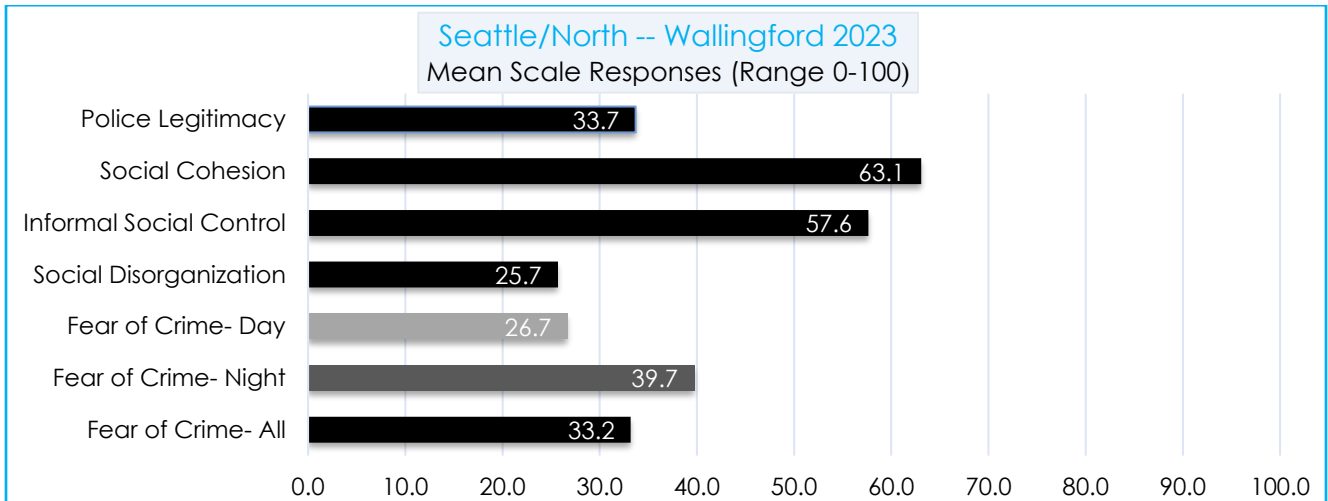 Seattle/North -- Wallingford 2023
Mean Scale Responses (Range 0-100)
Police Legitimacy 33.7
Social Cohesion 63.1
Informal Social Control 57.6
Social Disorganization 25.7
Fear of Crime- Day 26.7
Fear of Crime- Night 39.7
Fear of Crime- All 33.2
0.0 10.0 20.0 30.0 40.0 50.0 60.0 70.0 80.0 90.0 100.0